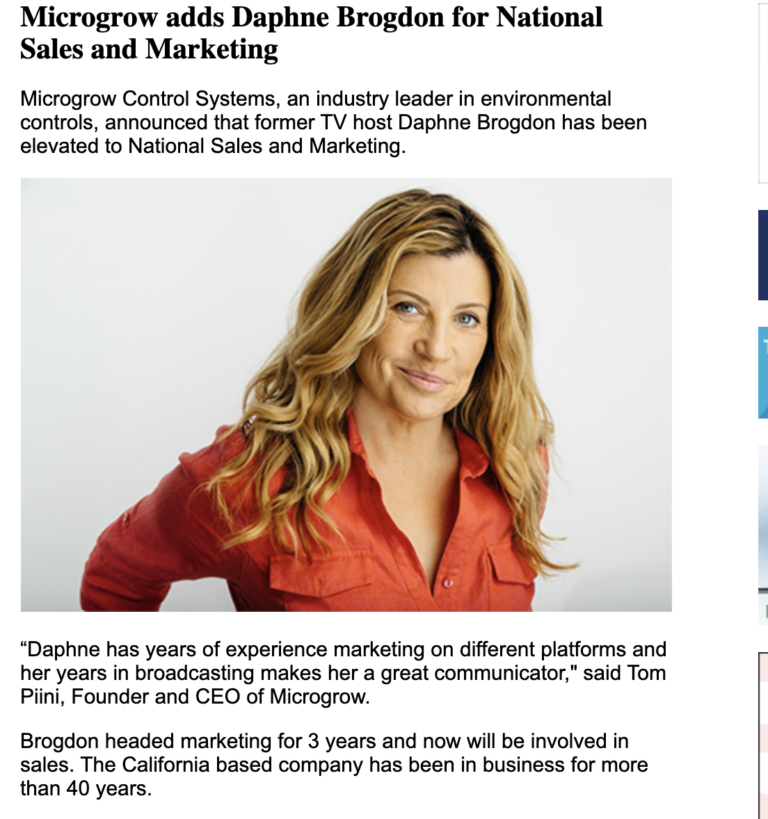 Microgrow adds Daphne Brogdon for National
Sales and Marketing
Microgrow Control Systems, an industry leader in environmental
controls, announced that former TV host Daphne Brogdon has been
elevated to National Sales and Marketing.
“Daphne has years of experience marketing on different platforms and
her years in broadcasting makes her a great communicator," said Tom
Piini, Founder and CEO of Microgrow.
Brogdon headed marketing for 3 years and now will be involved in
sales. The California based company has been in business for more
than 40 years.